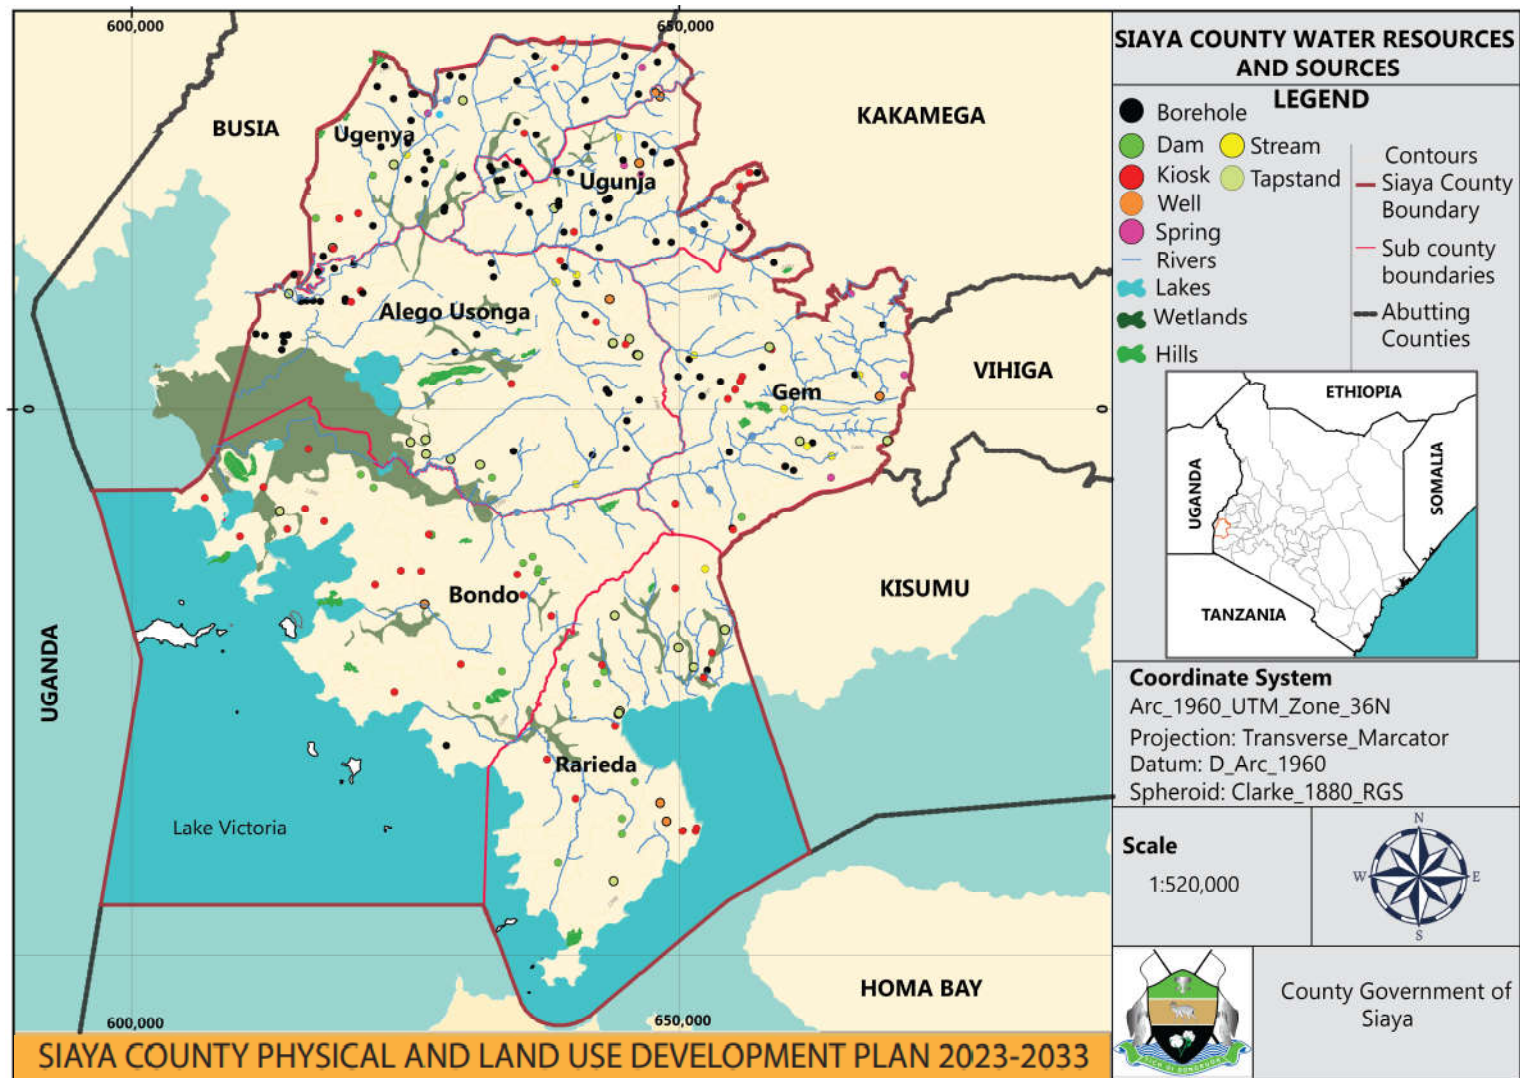 600,000
650,000
BUSIA
KAKAMEGA
Ugenya
Ugunja
Alego Usonga
VIHIGA
Gem
0
0
Bondo
KISUMU
UGANDA
Rarieda
Lake Victoria
HOMA BAY
600,000
650,000
SIAYA COUNTY PHYSICAL AND LAND USE DEVELOPMENT PLAN 2023-2033
SIAYA COUNTY WATER RESOURCES
AND SOURCES
LEGEND
Borehole
Dam
Kiosk
Well
Spring
Rivers
Lakes
Wetlands
Hills
Stream
Tapstand
Contours
Siaya County
Boundary
Sub county
boundaries
Abutting
Counties
ETHIOPIA
UGANDA
SOMALIA
TANZANIA
Coordinate System
Arc_1960_UTM_Zone_36N
Projection: Transverse_Marcator
Datum: D_Arc_1960
Spheroid: Clarke_1880_RGS
Scale
1:520,000
N
W
E
S
County Government of
Siaya